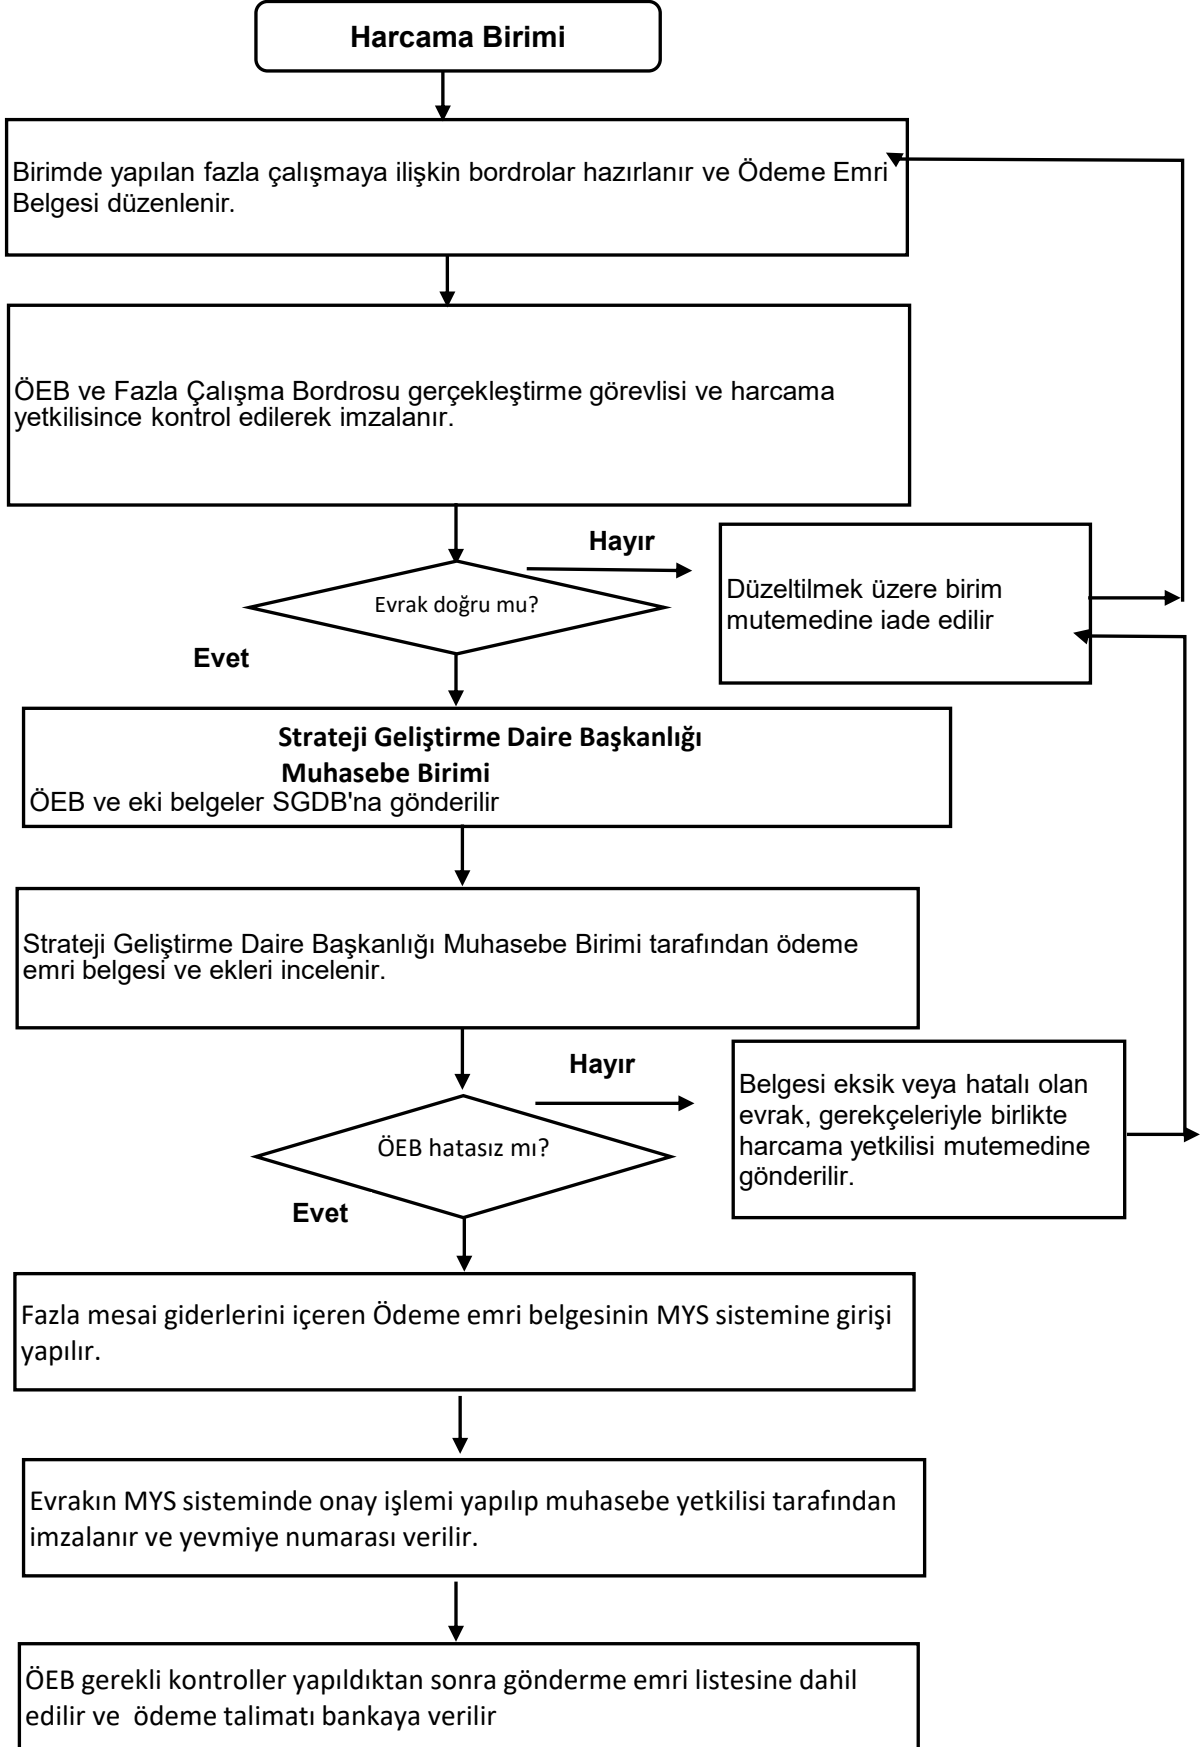 Harcama Birimi
Birimde yapılan fazla çalışmaya ilişkin bordrolar hazırlanır ve Ödeme Emri
Belgesi düzenlenir.
ÖEB ve Fazla Çalışma Bordrosu gerçekleştirme görevlisi ve harcama
yetkilisince kontrol edilerek imzalanır.
Hayır
Evrak doğru mu?
Düzeltilmek üzere birim
mutemedine iade edilir
Evet
Strateji Geliştirme Daire Başkanlığı
Muhasebe Birimi
ÖEB ve eki belgeler SGDB'na gönderilir
Strateji Geliştirme Daire Başkanlığı Muhasebe Birimi tarafından ödeme
emri belgesi ve ekleri incelenir.
Hayır
ÖEB hatasız mı?
Belgesi eksik veya hatalı olan
evrak, gerekçeleriyle birlikte
harcama yetkilisi mutemedine
gönderilir.
Evet
Fazla mesai giderlerini içeren Ödeme emri belgesinin MYS sistemine girişi
yapılır.
Evrakın MYS sisteminde onay işlemi yapılıp muhasebe yetkilisi tarafından
imzalanır ve yevmiye numarası verilir.
ÖEB gerekli kontroller yapıldıktan sonra gönderme emri listesine dahil
edilir ve  ödeme talimatı bankaya verilir